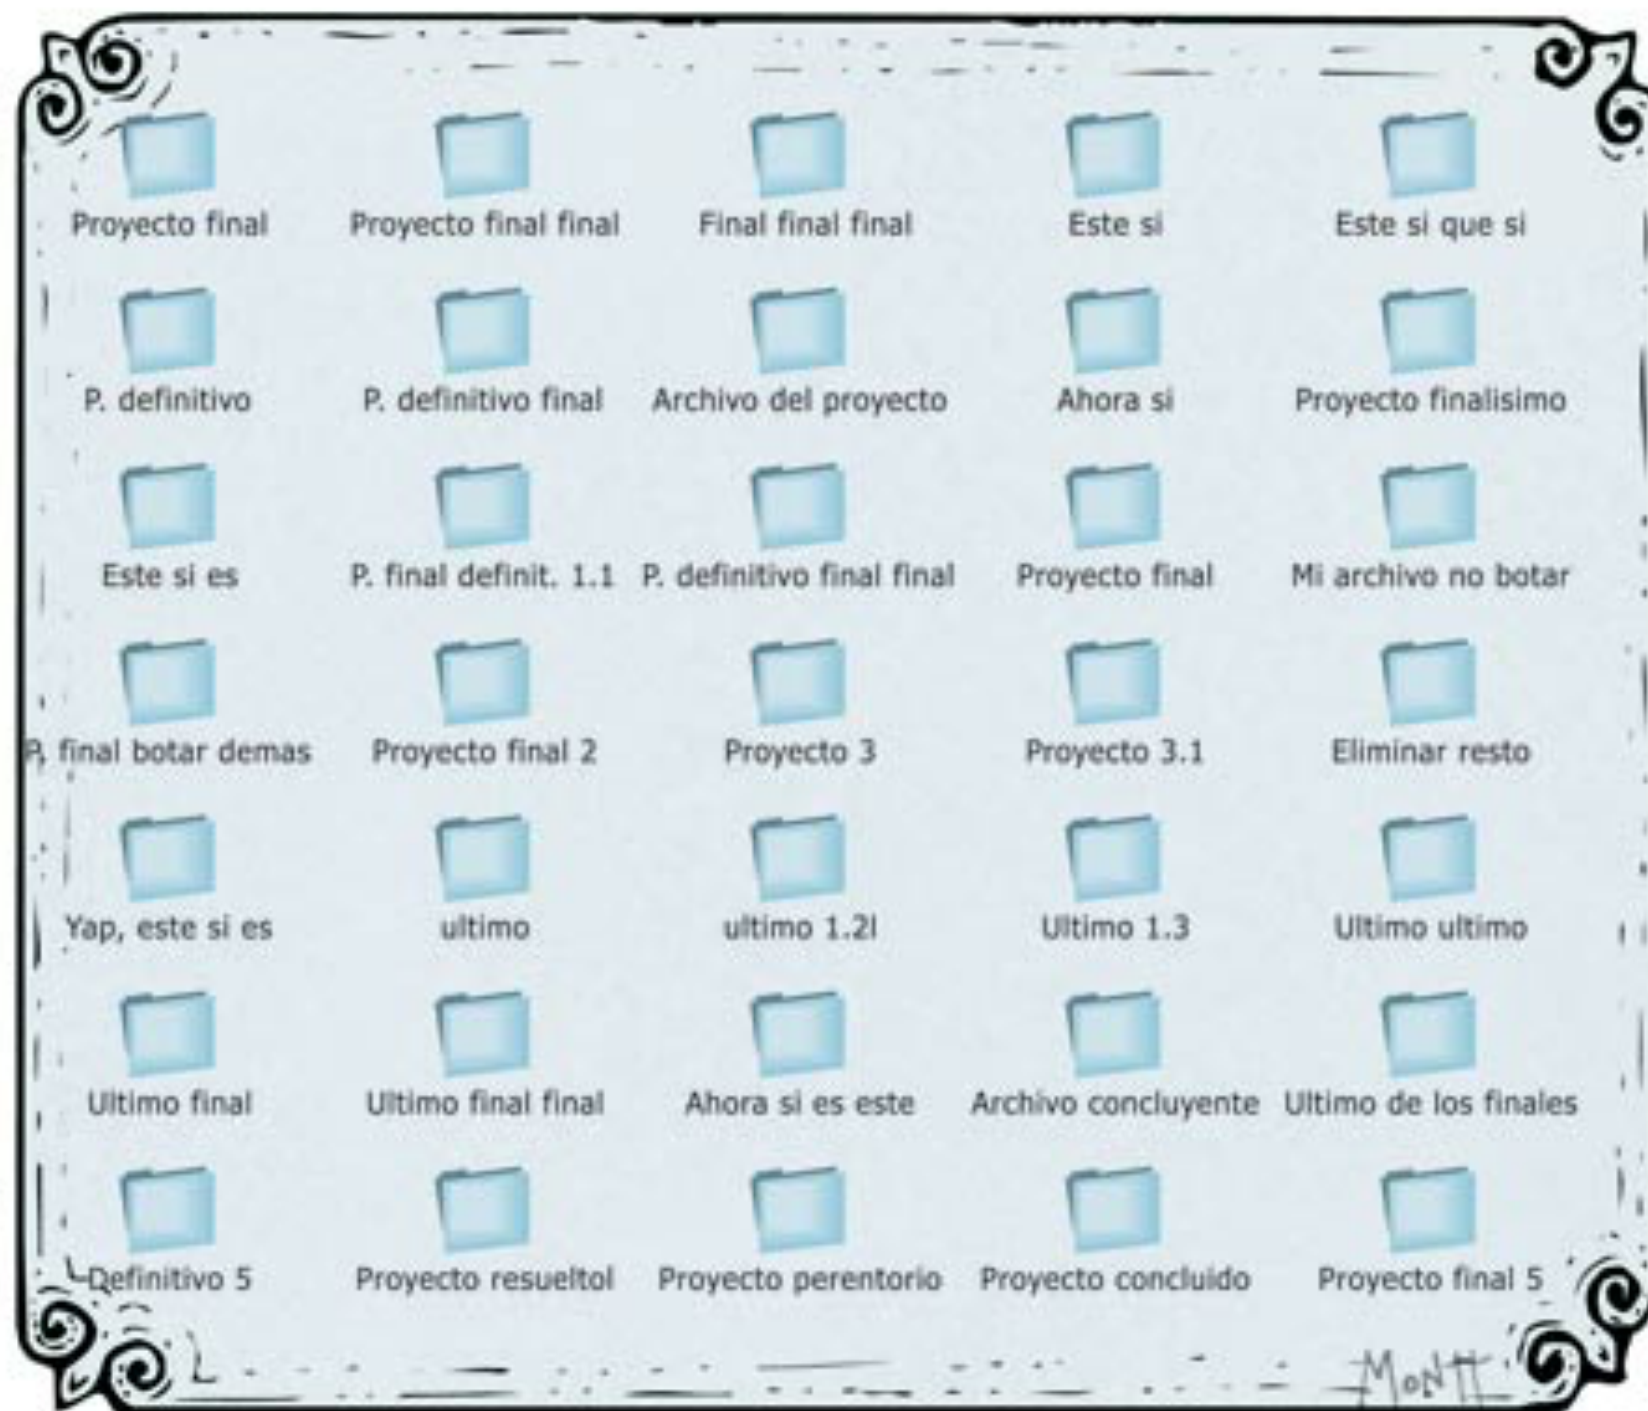 Proyecto final
Proyecto final final
Final final final
Este si
Este si que si
P. definitivo
P. definitivo final
Archivo del proyecto
Ahora si
Proyecto finalisimo
Este si es
P. final definit. 1.1
P. definitivo final final
Proyecto final
Mi archivo no botar
P. final botar demas
Proyecto final 2
Proyecto 3
Proyecto 3.1
Eliminar resto
Yap, este si es
ultimo
ultimo 1.2l
Ultimo 1.3
Ultimo ultimo
Ultimo final
Ultimo final final
Ahora si es este
Archivo concluyente
Ultimo de los finales
Definitivo 5
Proyecto resueltol
Proyecto perentorio
Proyecto concluido
Proyecto final 5
MONTT